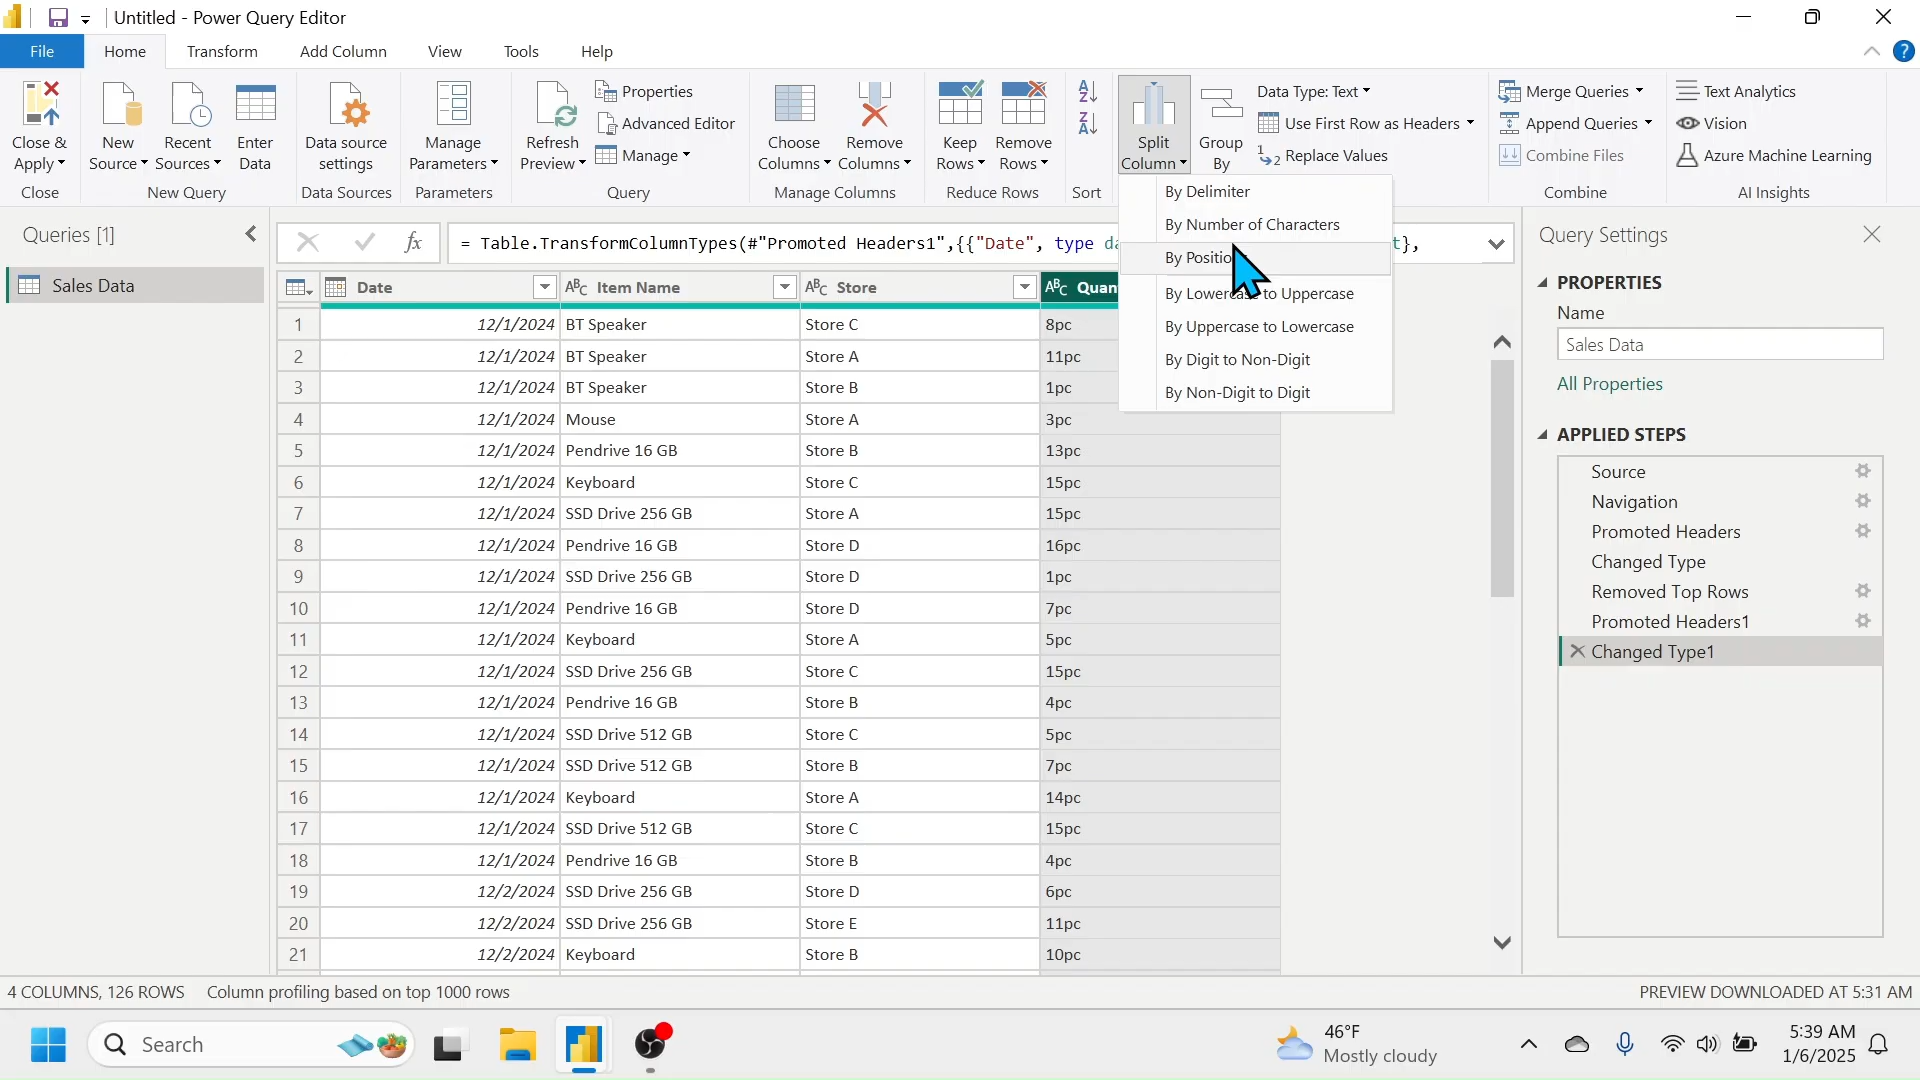 Untitled - Power Query Editor
File Home Transform Add Column View Tools Help
Close & Apply
Close
New Source
Recent Sources
Enter Data
New Query
Data source settings
Data Sources
Manage Parameters
Parameters
Refresh Preview
Properties
Advanced Editor
Manage
Query
Choose Columns
Remove Columns
Manage Columns
Keep Rows
Remove Rows
Reduce Rows
Sort
Split Column
Group By
Data Type: Text
Use First Row as Headers
Replace Values
Merge Queries
Append Queries
Combine Files
Combine
Text Analytics
Vision
Azure Machine Learning
AI Insights
By Delimiter
By Number of Characters
By Lowercase to Uppercase
By Uppercase to Lowercase
By Digit to Non-Digit
By Non-Digit to Digit
Queries [1]
Sales Data
fx = Table.TransformColumnTypes(#"Promoted Headers1",{{"Date", type
Date ABC Item Name ABC Store ABC
1 12/1/2024 BT Speaker Store C 8pc
2 12/1/2024 BT Speaker Store A 11pc
3 12/1/2024 BT Speaker Store B 1pc
4 12/1/2024 Mouse Store A 3pc
5 12/1/2024 Pendrive 16 GB Store B 13pc
6 12/1/2024 Keyboard Store C 15pc
7 12/1/2024 SSD Drive 256 GB Store A 15pc
8 12/1/2024 Pendrive 16 GB Store D 16pc
9 12/1/2024 SSD Drive 256 GB Store D 1pc
10 12/1/2024 Pendrive 16 GB Store D 7pc
11 12/1/2024 Keyboard Store A 5pc
12 12/1/2024 SSD Drive 256 GB Store C 15pc
13 12/1/2024 Pendrive 16 GB Store B 4pc
14 12/1/2024 SSD Drive 512 GB Store C 5pc
15 12/1/2024 SSD Drive 512 GB Store B 7pc
16 12/1/2024 Keyboard Store A 14pc
17 12/1/2024 SSD Drive 512 GB Store C 15pc
18 12/1/2024 Pendrive 16 GB Store B 4pc
19 12/2/2024 SSD Drive 256 GB Store D 6pc
20 12/2/2024 SSD Drive 256 GB Store E 11pc
21 12/2/2024 Keyboard Store B 10pc
Query Settings
PROPERTIES
Name
Sales Data
All Properties
APPLIED STEPS
Source
Navigation
Promoted Headers
Changed Type
Removed Top Rows
Promoted Headers1
Changed Type1
4 COLUMNS, 126 ROWS Column profiling based on top 1000 rows
PREVIEW DOWNLOADED AT 5:31 AM
Search
46°F
Mostly cloudy
5:39 AM
1/6/2025